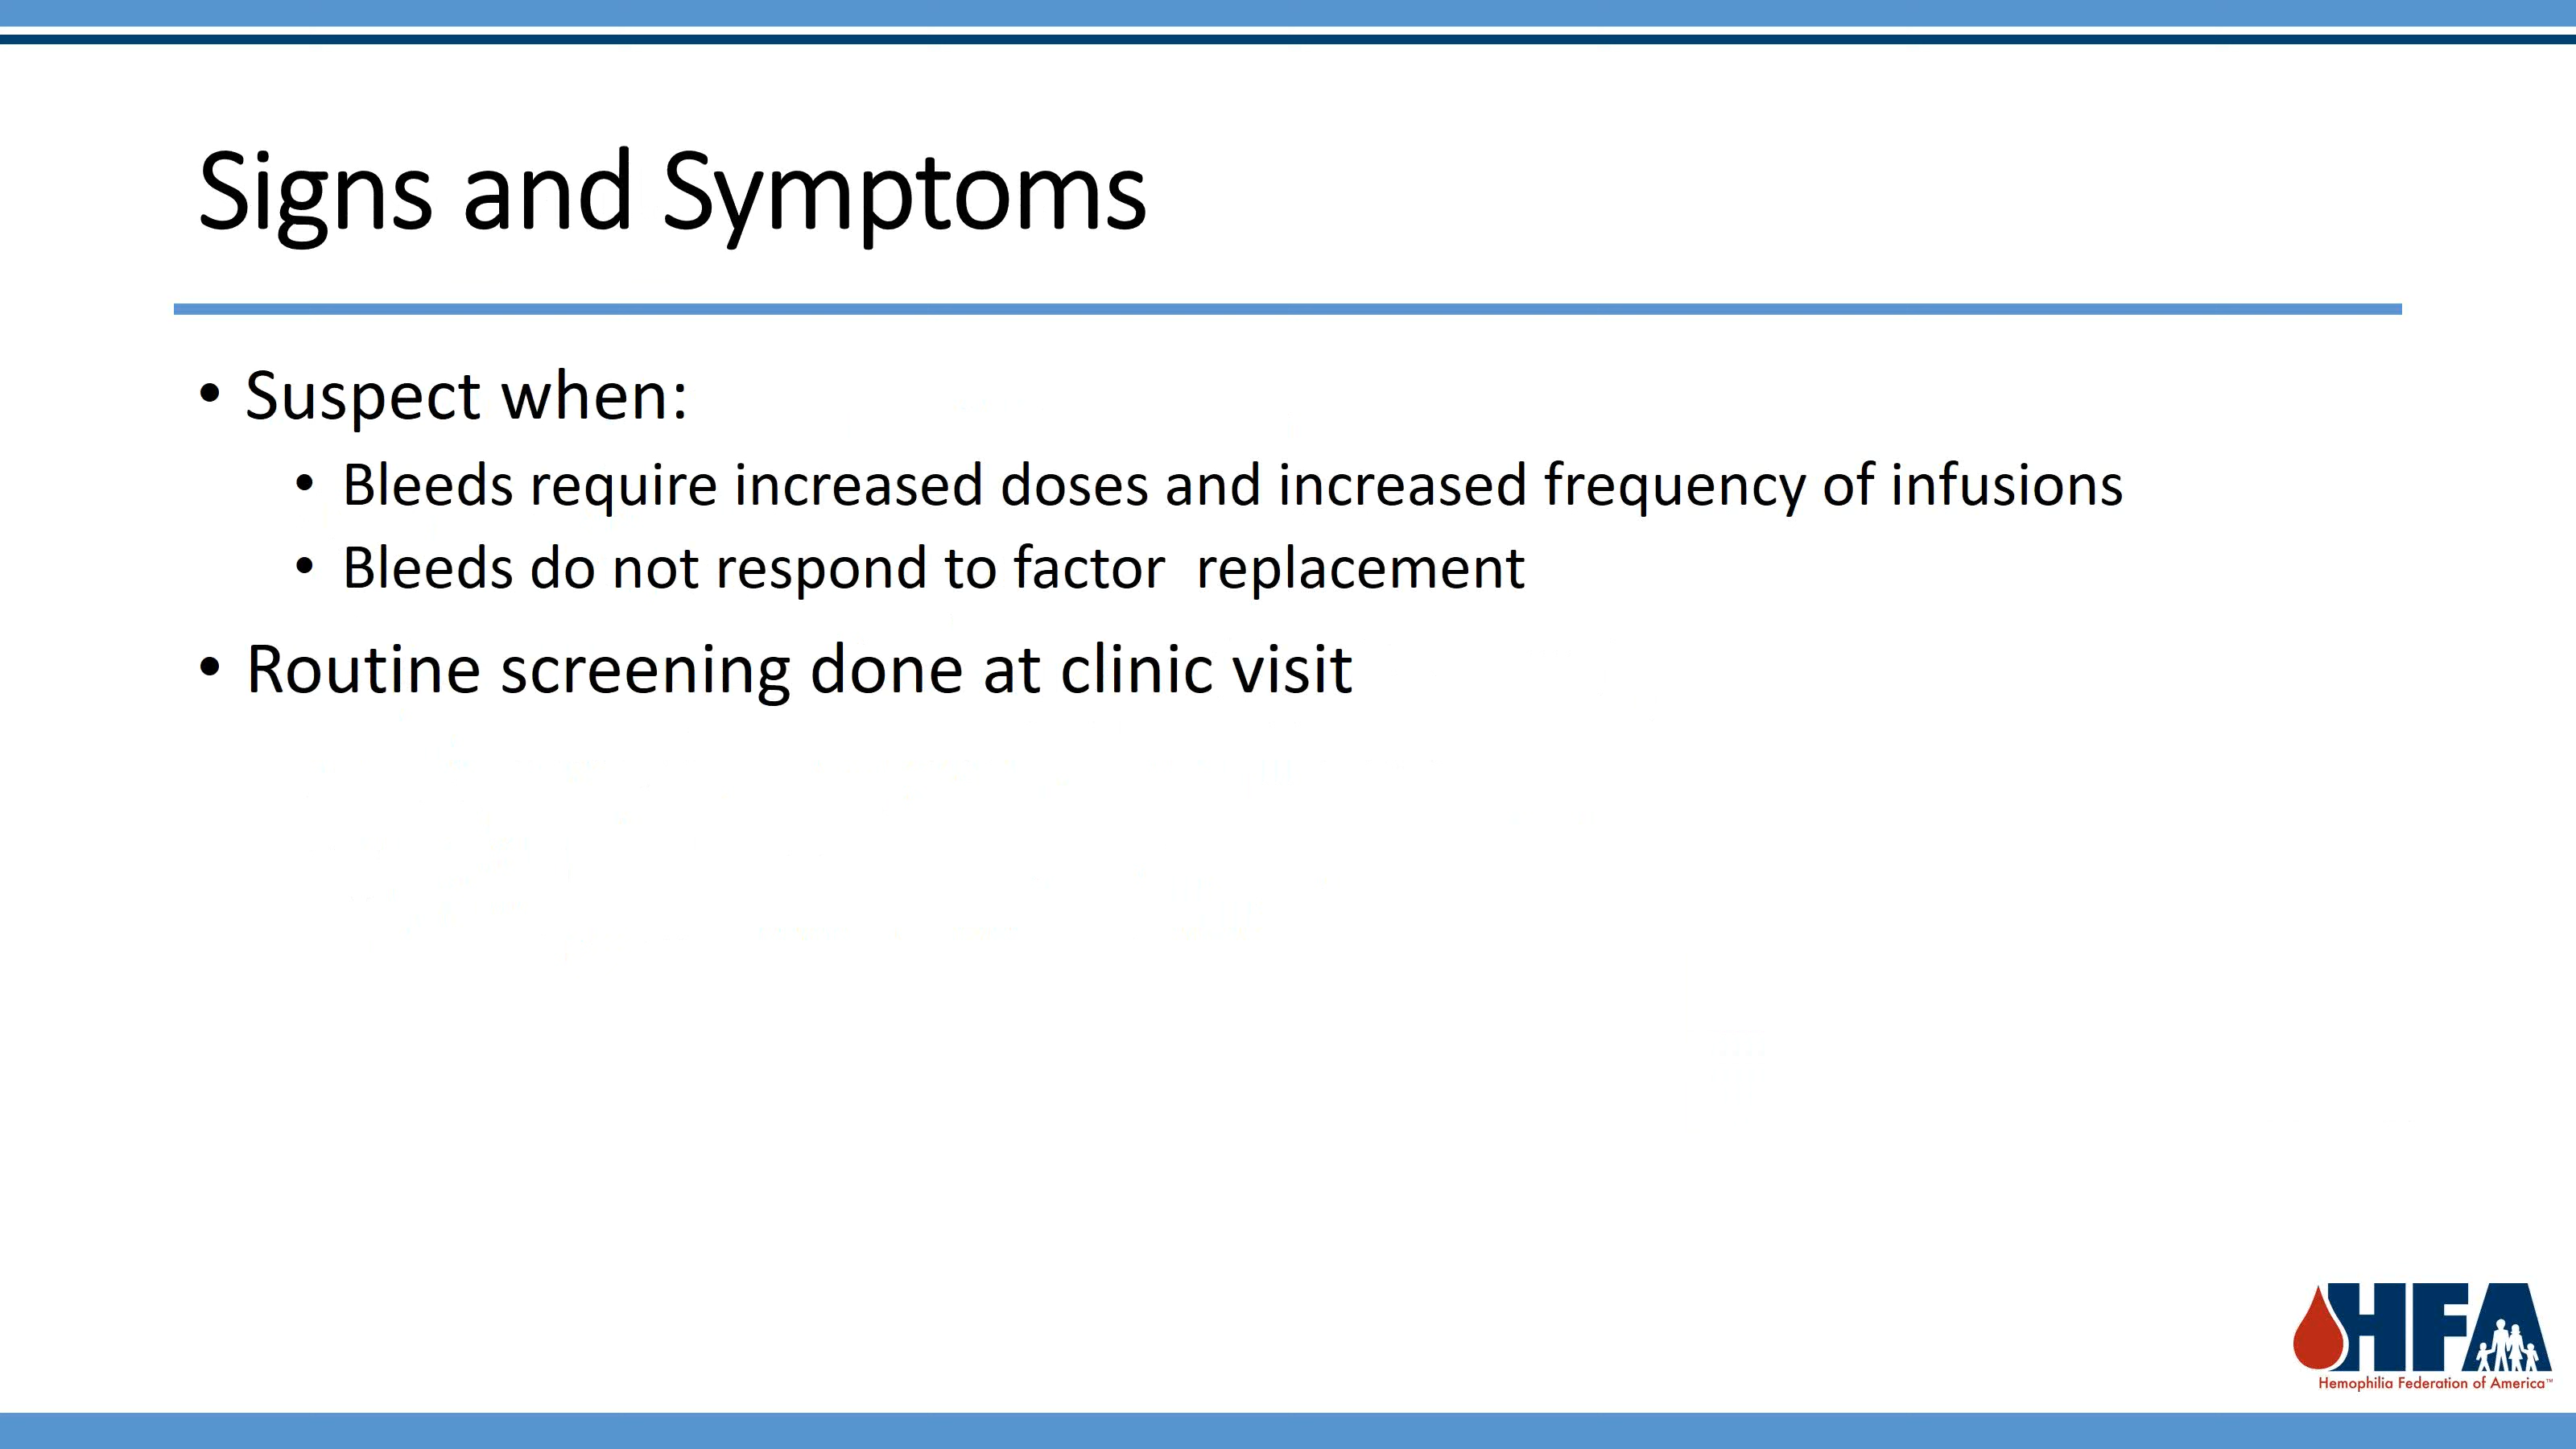 Signs and Symptoms
• Suspect when:
• Bleeds require increased doses and increased frequency of infusions
• Bleeds do not respond to factor  replacement
• Routine screening done at clinic visit
HFA
Hemophilia Federation of America™